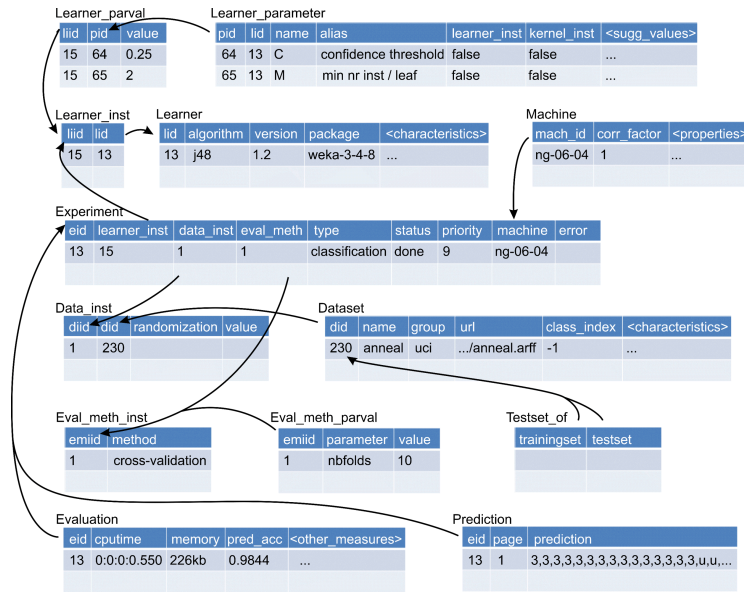 Learner_parval
liid pid value
15 64 0.25
15 65 2
Learner_parameter
pid lid name alias learner_inst kernel_inst <sugg_values>
64 13 C confidence threshold false false ...
65 13 M min nr inst / leaf false false ...
Learner_inst
liid lid
15 13
Learner
lid algorithm version package <characteristics>
13 j48 1.2 weka-3-4-8 ...
Machine
mach_id corr_factor <properties>
ng-06-04 1 ...
Experiment
eid learner_inst data_inst eval_meth type status priority machine error
13 15 1 1 classification done 9 ng-06-04
Data_inst
diid did randomization value
1 230
Dataset
did name group url class_index <characteristics>
230 anneal uci .../anneal.arff -1 ...
Eval_meth_inst
emiid method
1 cross-validation
Eval_meth_parval
emiid parameter value
1 nbfolds 10
Testset_of
trainingset testset
Evaluation
eid cputime memory pred_acc <other_measures>
13 0:0:0:0.550 226kb 0.9844 ...
Prediction
eid page prediction
13 1 3,3,3,3,3,3,3,3,3,3,3,3,3,3,3,u,u,...